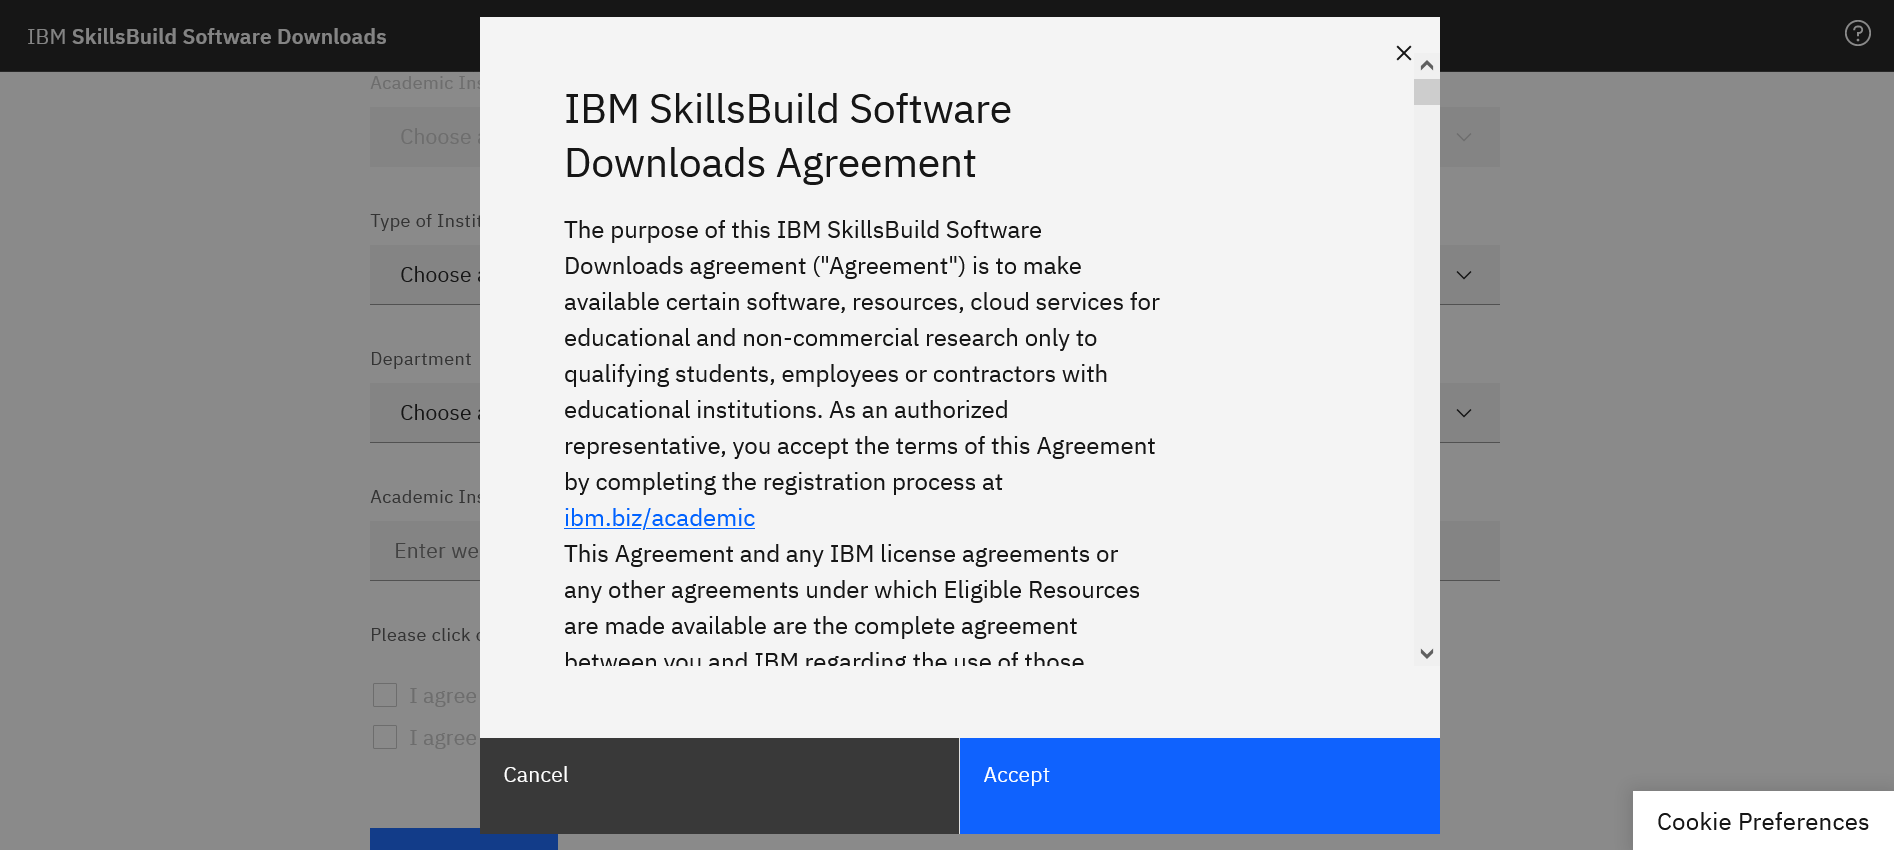 IBM SkillsBuild Software Downloads
Academic Ins
Choose
Type of Instit
Choose
Department
Choose
Academic Ins
Enter we
Please click
I agree
I agree
IBM SkillsBuild Software
Downloads Agreement
The purpose of this IBM SkillsBuild Software
Downloads agreement ("Agreement") is to make
available certain software, resources, cloud services for
educational and non-commercial research only to
qualifying students, employees or contractors with
educational institutions. As an authorized
representative, you accept the terms of this Agreement
by completing the registration process at
ibm.biz/academic
This Agreement and any IBM license agreements or
any other agreements under which Eligible Resources
are made available are the complete agreement
between you and IBM regarding the use of those
Cancel
Accept
Cookie Preferences